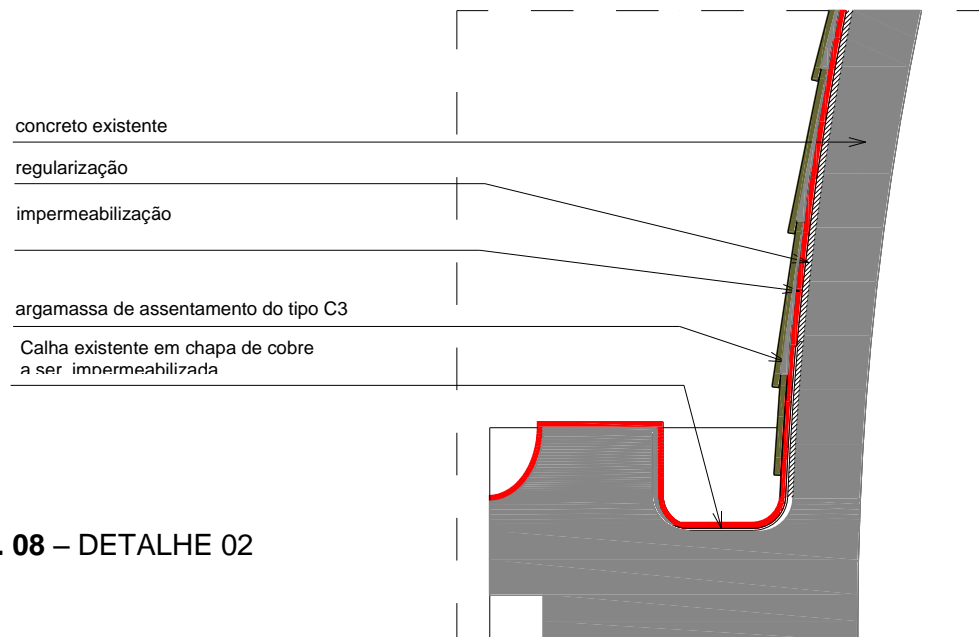 concreto existente
regularização
impermeabilização
argamassa de assentamento do tipo C3
Calha existente em chapa de cobre
a ser impermeabilizada
. 08 – DETALHE 02